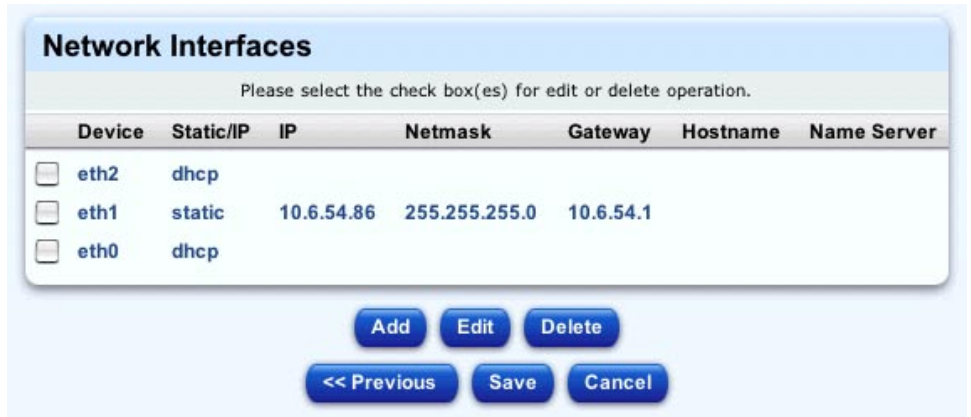 Network Interfaces
Please select the check box(es) for edit or delete operation.
Device Static/IP IP Netmask Gateway Hostname Name Server
eth2 dhcp
eth1 static 10.6.54.86 255.255.255.0 10.6.54.1
eth0 dhcp
Add Edit Delete
<< Previous Save Cancel